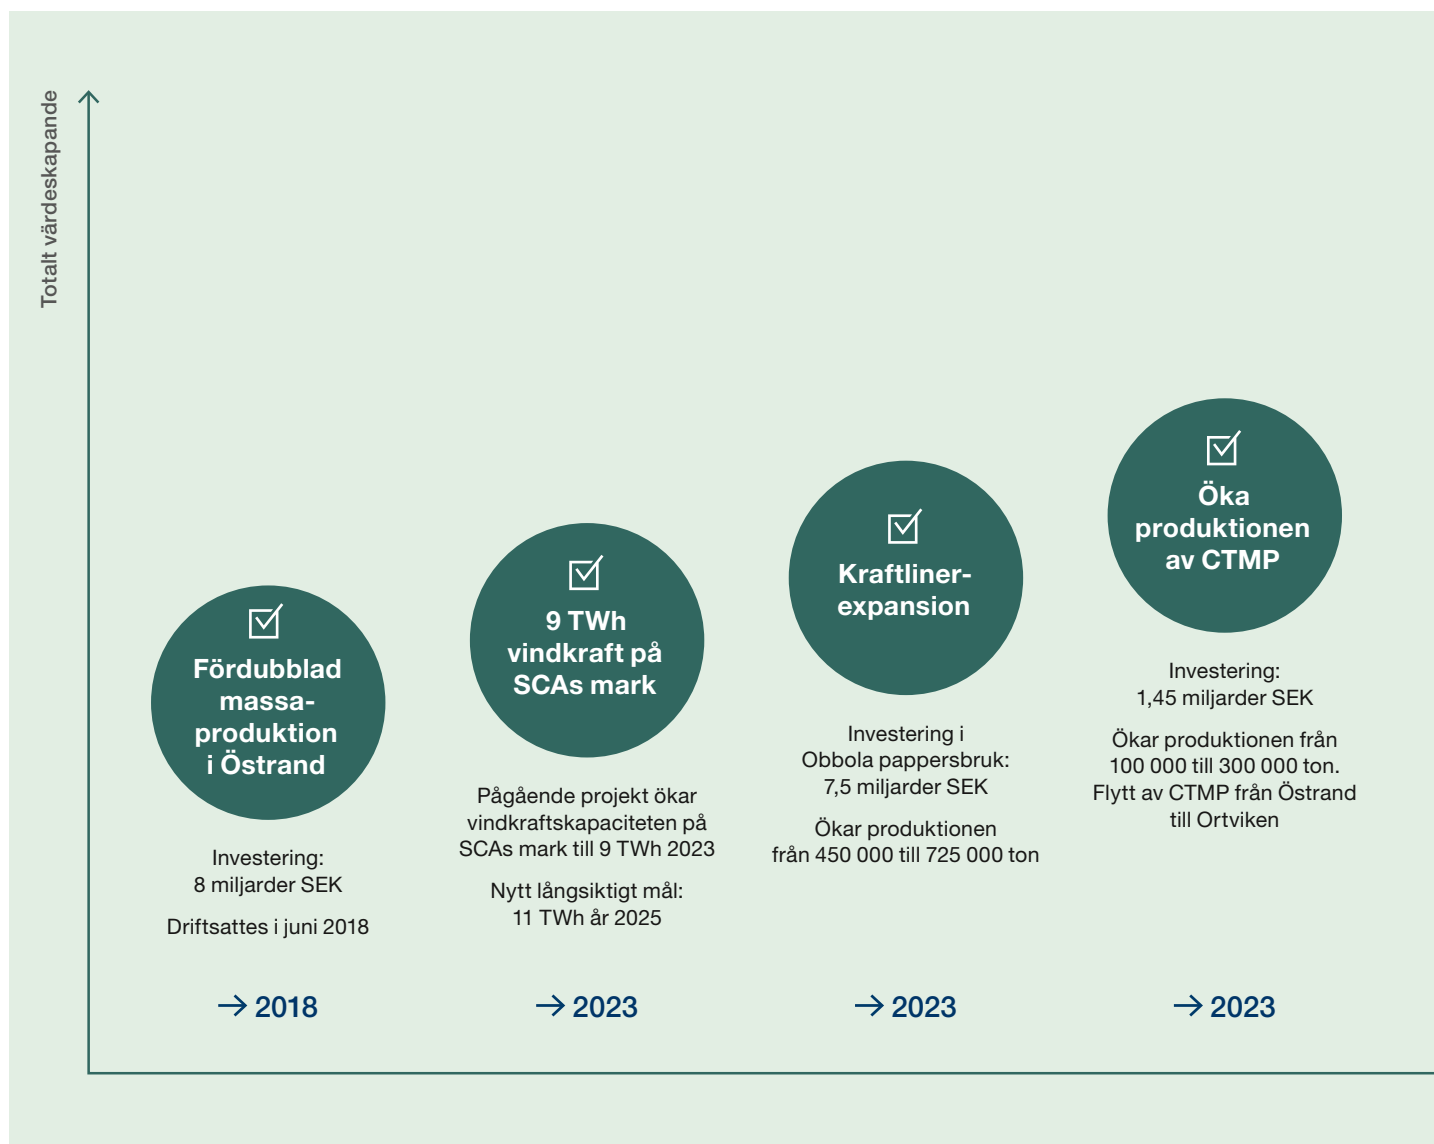 Totalt värdeskapande
Fördubblad
massa-
produktion
i Östrand
Investering:
8 miljarder SEK
Driftsattes i juni 2018
→ 2018
9 TWh
vindkraft på
SCAs mark
Pågående projekt ökar
vindkraftskapaciteten på
SCAs mark till 9 TWh 2023
Nytt långsiktigt mål:
11 TWh år 2025
→ 2023
Kraftliner-
expansion
Investering i
Obbola pappersbruk:
7,5 miljarder SEK
Ökar produktionen
från 450 000 till 725 000 ton
→ 2023
Öka
produktionen
av CTMP
Investering:
1,45 miljarder SEK
Ökar produktionen från
100 000 till 300 000 ton.
Flytt av CTMP från Östrand
till Ortviken
→ 2023